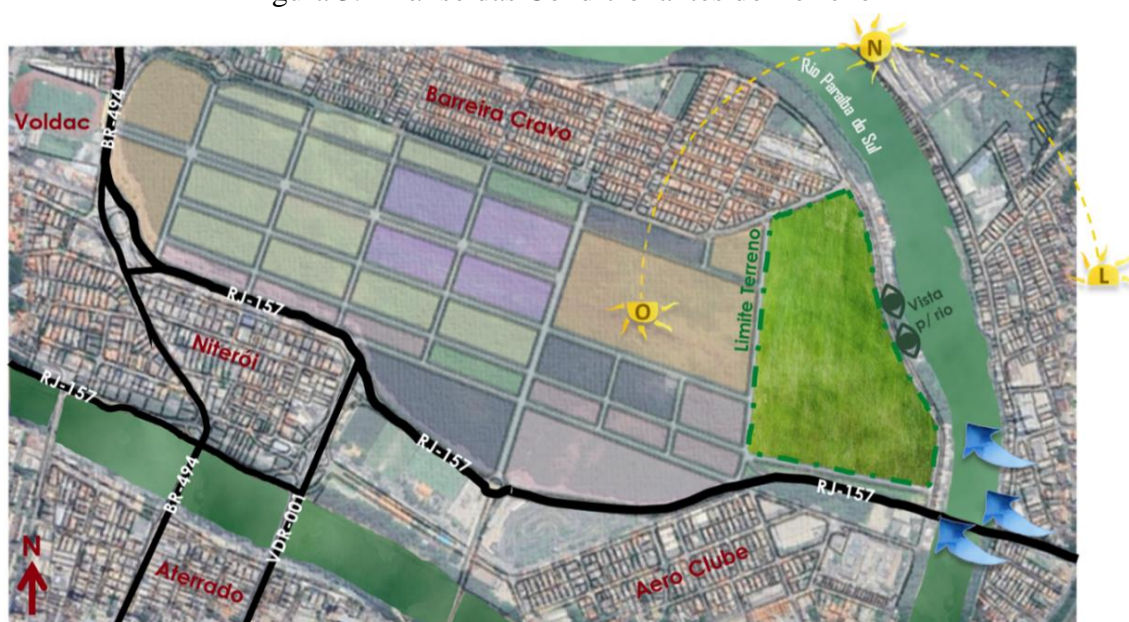 N
Rio Paraíba do Sul
Voldac
BR-494
Barreira Cravo
L
Limite Terreno
Vista
p/ rio
O
RJ-157
Niterói
RJ-157
RJ-157
RJ-157
BR-494
VDR-001
N
Aterrado
Aero Clube